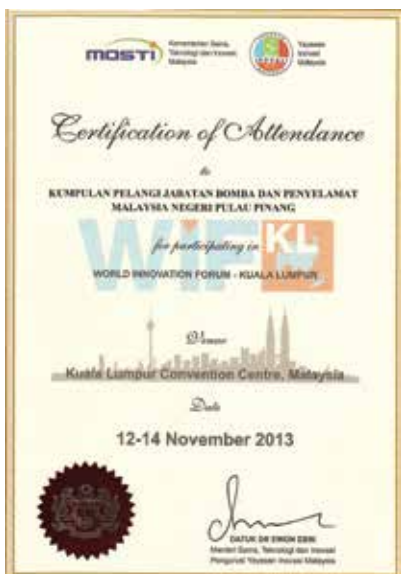 mosti
Kementerian Sains,
Teknologi dan Inovasi
Malaysia
Yayasan
Inovasi
Malaysia
Certification of Attendance
to
KUMPULAN PELANGI JABATAN BOMBA DAN PENYELAMAT
MALAYSIA NEGERI PULAU PINANG
for participating in
WIF KL
WORLD INNOVATION FORUM - KUALA LUMPUR
Venue
Kuala Lumpur Convention Centre, Malaysia
Date
12-14 November 2013
DATUK DR EWON EBIN
Menteri Sains, Teknologi dan Inovasi
Pengerusi Yayasan Inovasi Malaysia